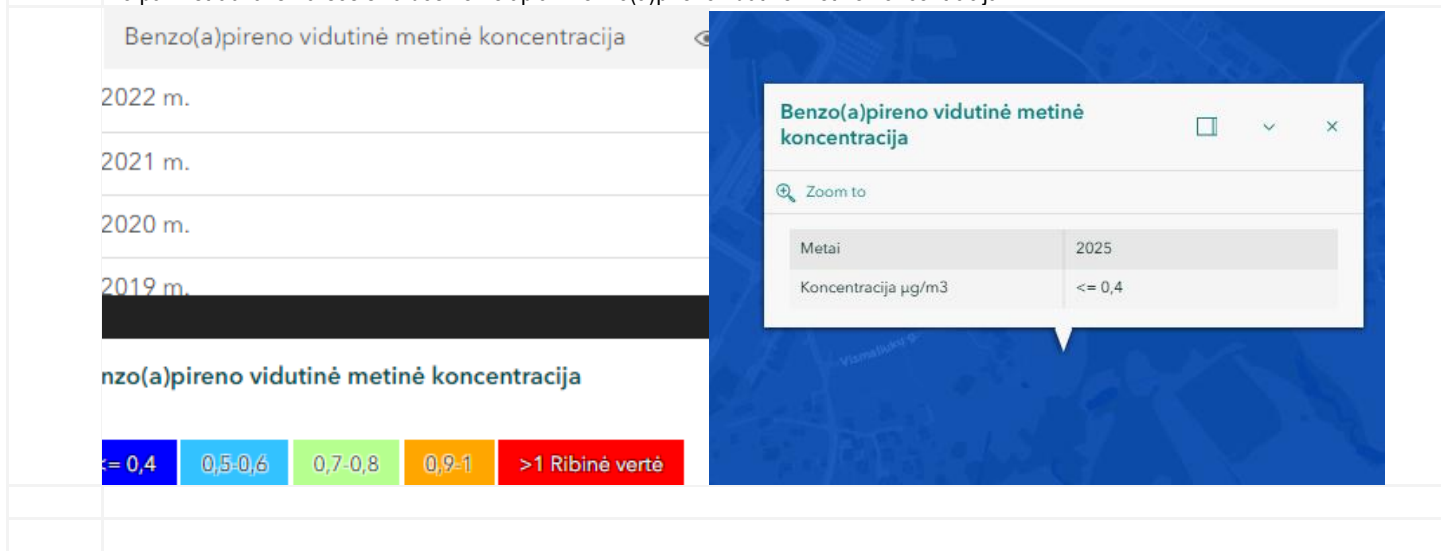 Benzo(a)pireno vidutinė metinė koncentracija
2022 m.
2021 m.
2020 m.
2019 m.
nzo(a)pireno vidutinė metinė koncentracija
<= 0,4 0,5-0,6 0,7-0,8 0,9-1 >1 Ribinė vertė
Benzo(a)pireno vidutinė metinė
koncentracija
Zoom to
Metai 2025
Koncentracija µg/m3 <= 0,4
Vismaliukų g.